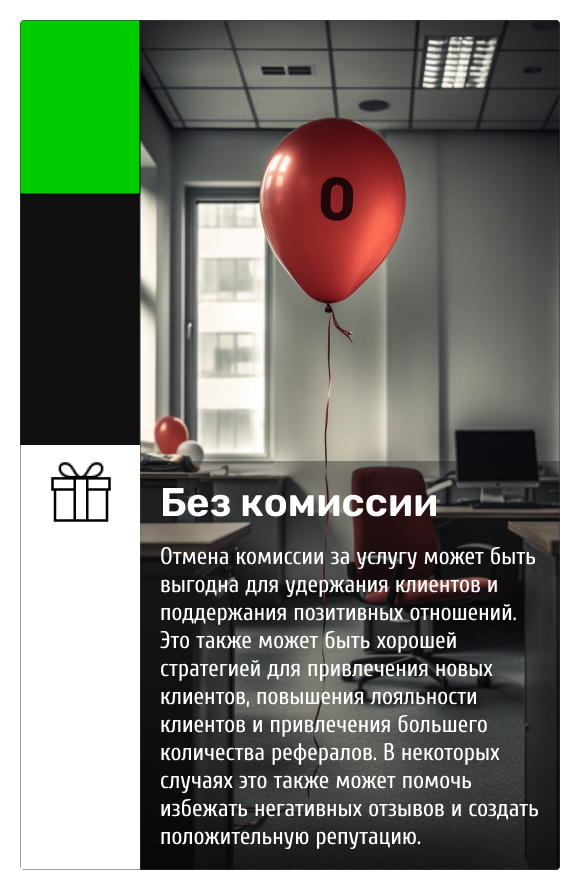 0
Без комиссии
Отмена комиссии за услугу может быть
выгодна для удержания клиентов и
поддержания позитивных отношений.
Это также может быть хорошей
стратегией для привлечения новых
клиентов, повышения лояльности
клиентов и привлечения большего
количества рефералов. В некоторых
случаях это также может помочь
избежать негативных отзывов и создать
положительную репутацию.